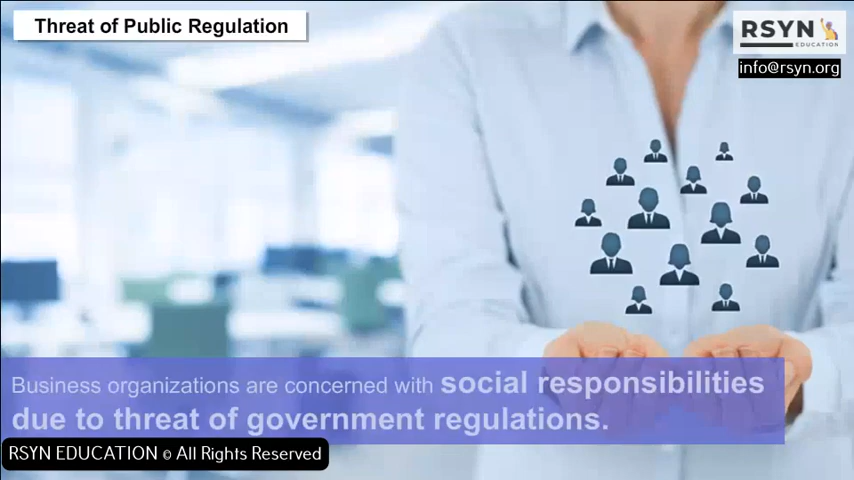 Threat of Public Regulation
RSYN
EDUCATION
info@rsyn.org
Business organizations are concerned with social responsibilities
due to threat of government regulations.
RSYN EDUCATION © All Rights Reserved